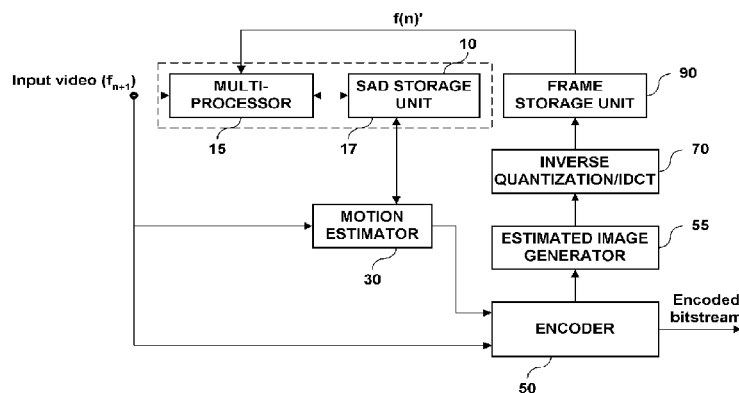 f(n)'
10
Input video (fn+1)
MULTI-
PROCESSOR
SAD STORAGE
UNIT
FRAME
STORAGE UNIT
90
15
17
INVERSE
QUANTIZATION/IDCT
70
MOTION
ESTIMATOR
30
ESTIMATED IMAGE
GENERATOR
55
ENCODER
50
Encoded
bitstream